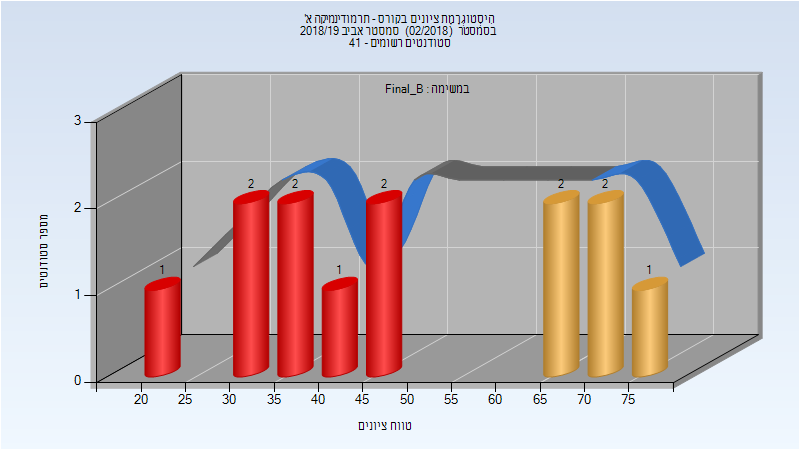 היסטוגרמת ציונים בקורס - תרמודינמיקה א'
בסמסטר (02/2018) סמסטר אביב 2018/19
סטודנטים רשומים - 41
במשימה : Final_B
מספר סטודנטים
3
2
1
0
1
2
2
1
2
2
2
1
20 25 30 35 40 45 50 55 60 65 70 75
טווח ציונים